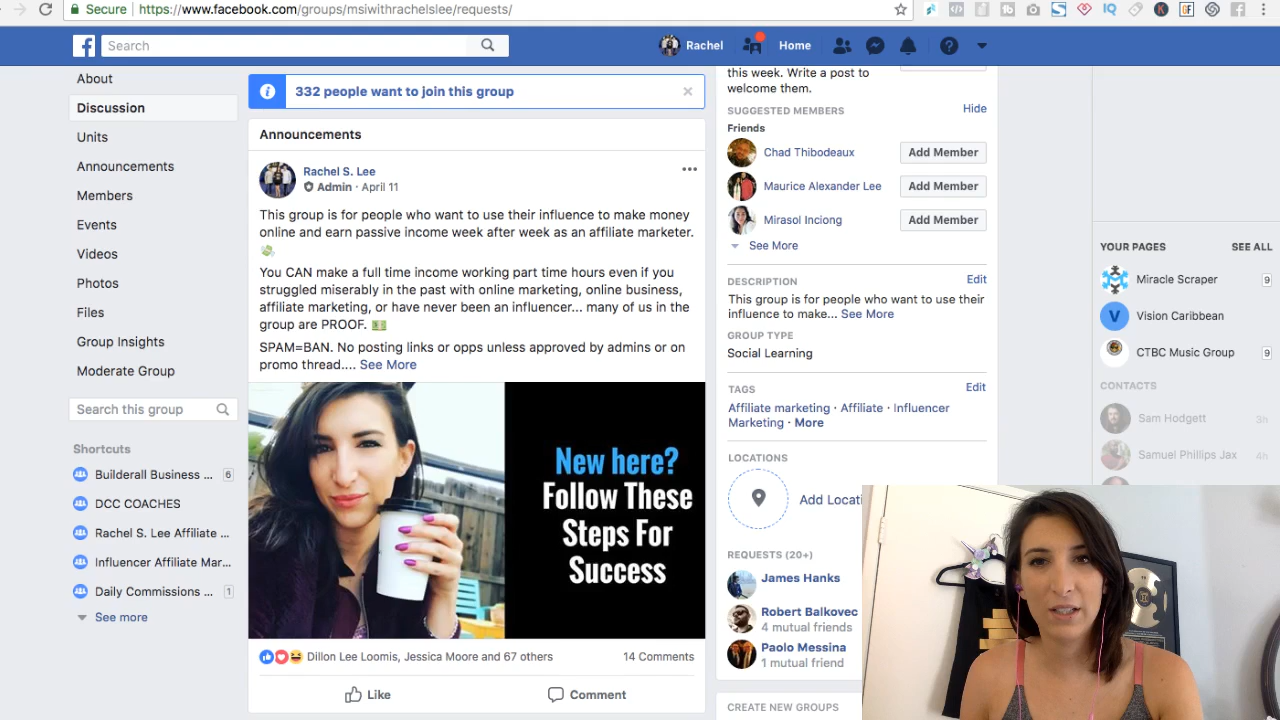 Secure
https://www.facebook.com/groups/msiwithrachelslee/requests/
Search
Rachel
Home
About
Discussion
Units
Announcements
Members
Events
Videos
Photos
Files
Group Insights
Moderate Group
Search this group
Shortcuts
Builderall Business ... 6
DCC COACHES
Rachel S. Lee Affiliate ...
Influencer Affiliate Mar...
Daily Commissions ... 1
See more
332 people want to join this group
Announcements
Rachel S. Lee
Admin · April 11
This group is for people who want to use their influence to make money
online and earn passive income week after week as an affiliate marketer.
You CAN make a full time income working part time hours even if you
struggled miserably in the past with online marketing, online business,
affiliate marketing, or have never been an influencer... many of us in the
group are PROOF.
SPAM=BAN. No posting links or opps unless approved by admins or on
promo thread.... See More
New here?
Follow These
Steps For
Success
Dillon Lee Loomis, Jessica Moore and 67 others
14 Comments
Like
Comment
this week. Write a post to
welcome them.
SUGGESTED MEMBERS
Hide
Friends
Chad Thibodeaux
Add Member
Maurice Alexander Lee
Add Member
Mirasol Inciong
Add Member
See More
DESCRIPTION
Edit
This group is for people who want to use their
influence to make... See More
GROUP TYPE
Social Learning
TAGS
Edit
Affiliate marketing · Affiliate · Influencer
Marketing · More
LOCATIONS
Add Locati
REQUESTS (20+)
James Hanks
Robert Balkovec
4 mutual friends
Paolo Messina
1 mutual friend
CREATE NEW GROUPS
YOUR PAGES
SEE ALL
Miracle Scraper 9
Vision Caribbean
CTBC Music Group 9
CONTACTS
Sam Hodgett 3h
Samuel Phillips Jax 4h